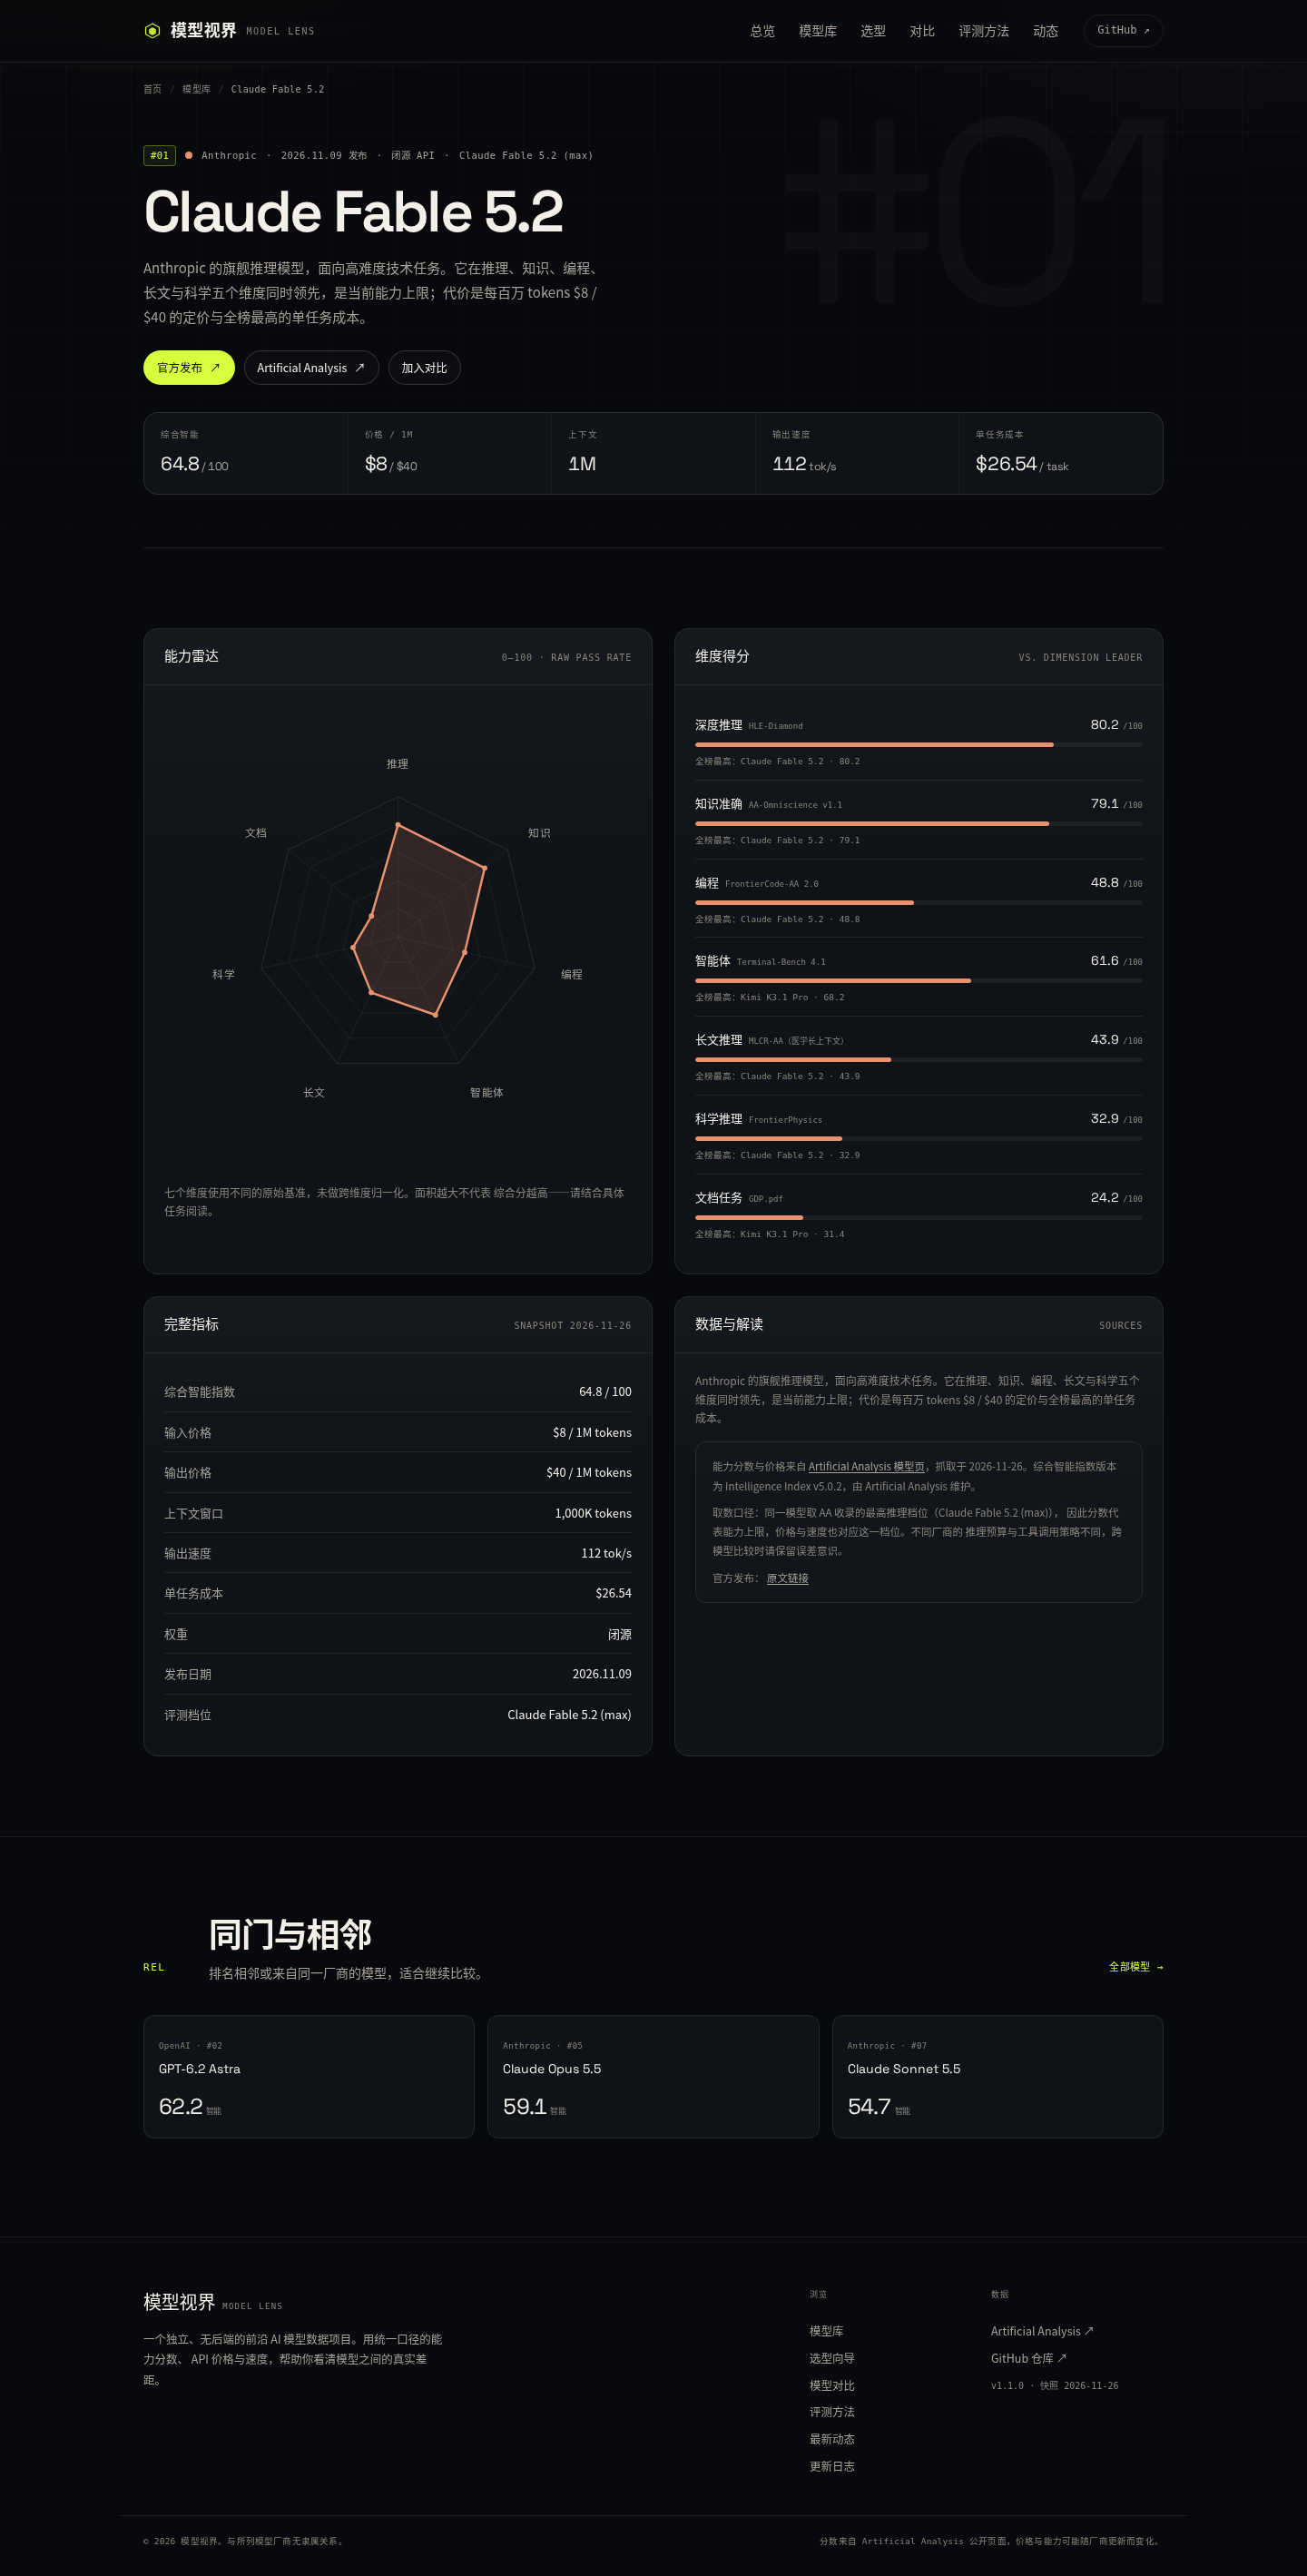 模型视界 MODEL LENS 总览 模型库 选型 对比 评测方法 动态 GitHub ↗
首页 / 模型库 / Claude Fable 5.2
#01
#01 Anthropic · 2026.11.09 发布 · 闭源 API · Claude Fable 5.2 (max)
Claude Fable 5.2
Anthropic 的旗舰推理模型，面向高难度技术任务。它在推理、知识、编程、
长文与科学五个维度同时领先，是当前能力上限；代价是每百万 tokens $8 /
$40 的定价与全榜最高的单任务成本。
官方发布 ↗ Artificial Analysis ↗ 加入对比
综合智能 价格 / 1M 上下文 输出速度 单任务成本
64.8 / 100 $8 / $40 1M 112 tok/s $26.54 / task
能力雷达 0—100 · RAW PASS RATE
推理
文档 知识
科学 编程
长文 智能体
七个维度使用不同的原始基准，未做跨维度归一化。面积越大不代表 综合分越高——请结合具体
任务阅读。
维度得分 VS. DIMENSION LEADER
深度推理 HLE-Diamond 80.2 /100
全榜最高：Claude Fable 5.2 · 80.2
知识准确 AA-Omniscience v1.1 79.1 /100
全榜最高：Claude Fable 5.2 · 79.1
编程 FrontierCode-AA 2.0 48.8 /100
全榜最高：Claude Fable 5.2 · 48.8
智能体 Terminal-Bench 4.1 61.6 /100
全榜最高：Kimi K3.1 Pro · 68.2
长文推理 MLCR-AA（医学长上下文） 43.9 /100
全榜最高：Claude Fable 5.2 · 43.9
科学推理 FrontierPhysics 32.9 /100
全榜最高：Claude Fable 5.2 · 32.9
文档任务 GDP.pdf 24.2 /100
全榜最高：Kimi K3.1 Pro · 31.4
完整指标 SNAPSHOT 2026-11-26
综合智能指数 64.8 / 100
输入价格 $8 / 1M tokens
输出价格 $40 / 1M tokens
上下文窗口 1,000K tokens
输出速度 112 tok/s
单任务成本 $26.54
权重 闭源
发布日期 2026.11.09
评测档位 Claude Fable 5.2 (max)
数据与解读 SOURCES
Anthropic 的旗舰推理模型，面向高难度技术任务。它在推理、知识、编程、长文与科学五个
维度同时领先，是当前能力上限；代价是每百万 tokens $8 / $40 的定价与全榜最高的单任务
成本。
能力分数与价格来自 Artificial Analysis 模型页，抓取于 2026-11-26。综合智能指数版本
为 Intelligence Index v5.0.2，由 Artificial Analysis 维护。
取数口径：同一模型取 AA 收录的最高推理档位（Claude Fable 5.2 (max)）， 因此分数代
表能力上限，价格与速度也对应这一档位。不同厂商的 推理预算与工具调用策略不同，跨
模型比较时请保留误差意识。
官方发布： 原文链接
REL
同门与相邻
排名相邻或来自同一厂商的模型，适合继续比较。
全部模型 →
OpenAI · #02
GPT-6.2 Astra
62.2 智能
Anthropic · #05
Claude Opus 5.5
59.1 智能
Anthropic · #07
Claude Sonnet 5.5
54.7 智能
模型视界 MODEL LENS
一个独立、无后端的前沿 AI 模型数据项目。用统一口径的能
力分数、 API 价格与速度，帮助你看清模型之间的真实差
距。
浏览
模型库
选型向导
模型对比
评测方法
最新动态
更新日志
数据
Artificial Analysis ↗
GitHub 仓库 ↗
v1.1.0 · 快照 2026-11-26
© 2026 模型视界。与所列模型厂商无隶属关系。
分数来自 Artificial Analysis 公开页面，价格与能力可能随厂商更新而变化。